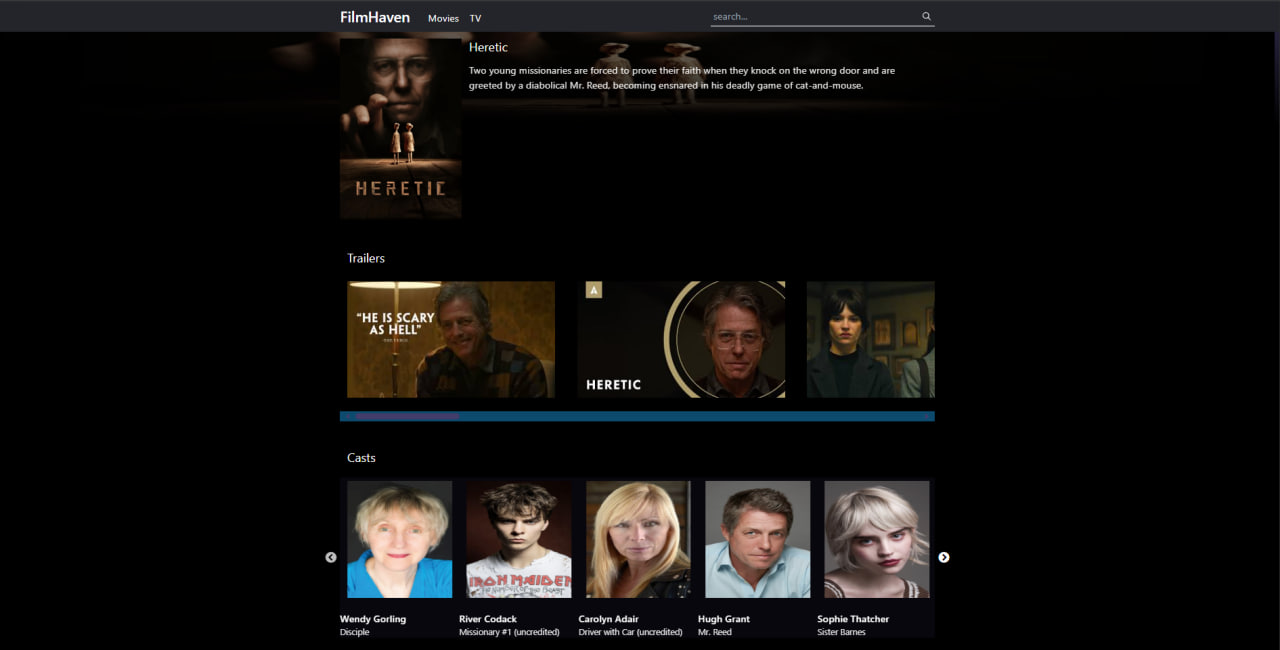 FilmHaven Movies TV search...
Heretic
Two young missionaries are forced to prove their faith when they knock on the wrong door and are
greeted by a diabolical Mr. Reed, becoming ensnared in his deadly game of cat-and-mouse.
HERETIC
Trailers
"HE IS SCARY
AS HELL"
A
HERETIC
Casts
IRON MAIDEN
Wendy Gorling River Codack Carolyn Adair Hugh Grant Sophie Thatcher
Disciple Missionary #1 (uncredited) Driver with Car (uncredited) Mr. Reed Sister Barnes